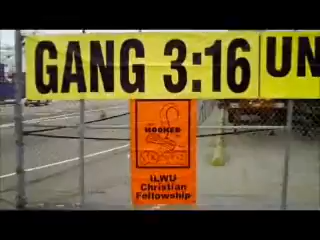 GANG 3:16
UN
HOOKED
ILWU
Christian
Fellowship